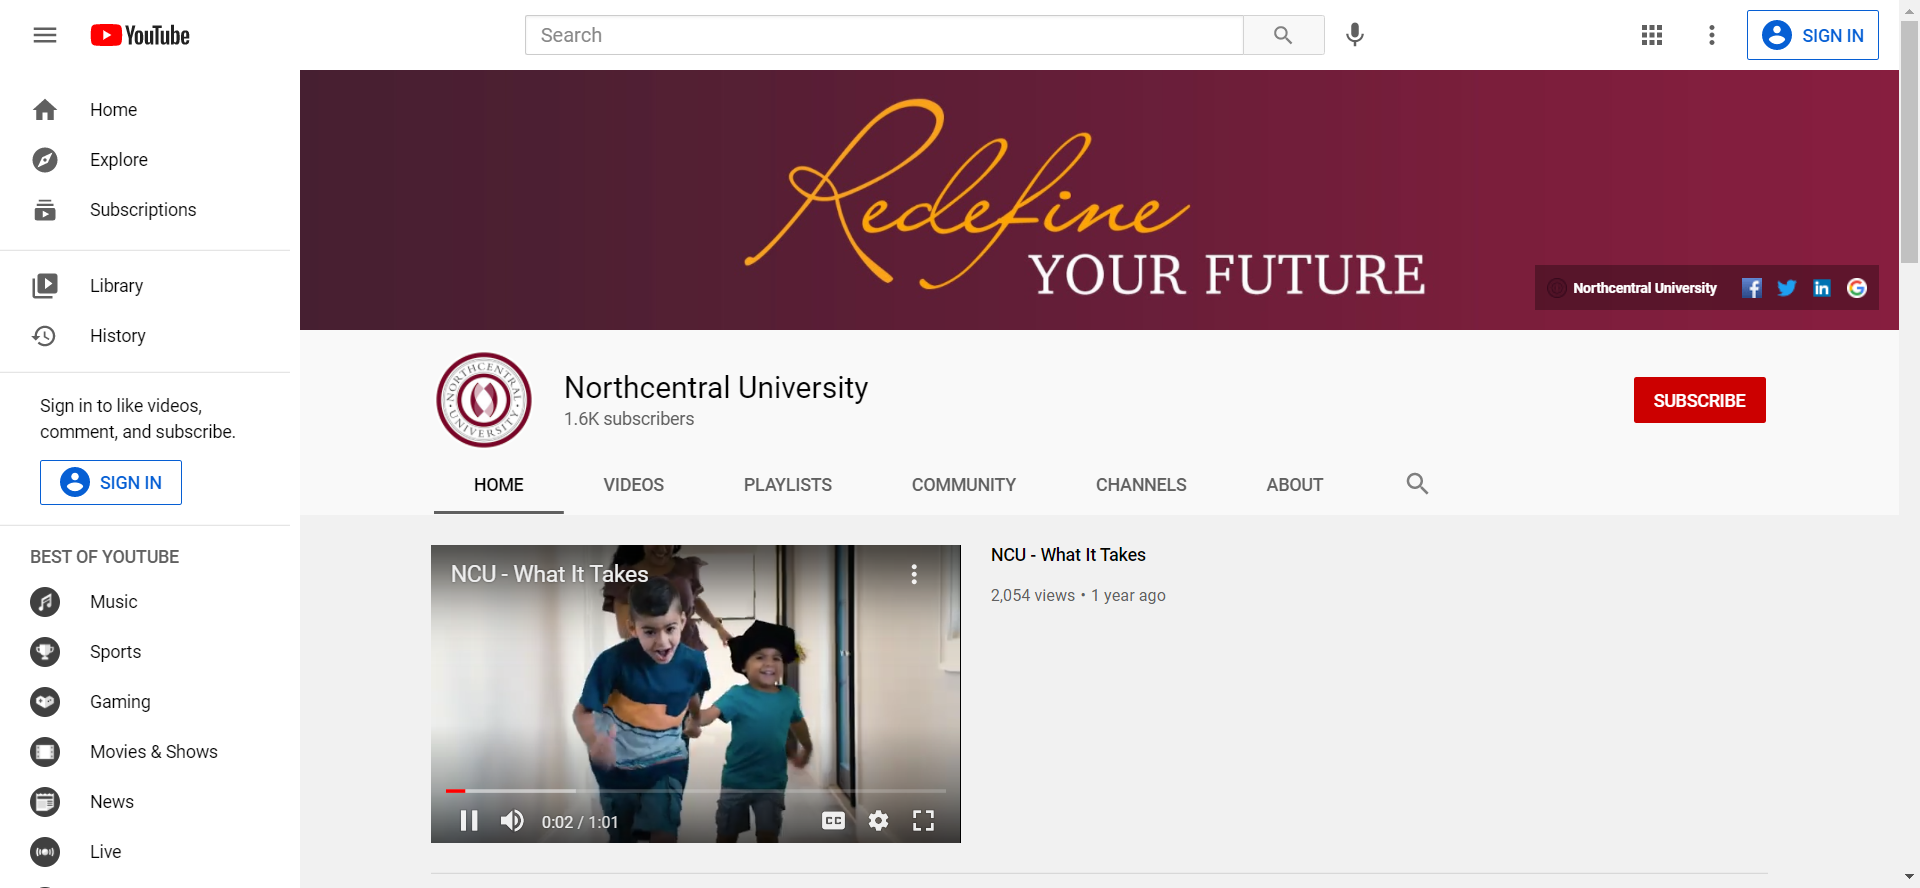 YouTube
Search
SIGN IN
Home
Explore
Subscriptions
Library
History
Sign in to like videos,
comment, and subscribe.
SIGN IN
BEST OF YOUTUBE
Music
Sports
Gaming
Movies & Shows
News
Live
Redefine
YOUR FUTURE
Northcentral University
NORTHCENTRAL
UNIVERSITY
Northcentral University
1.6K subscribers
SUBSCRIBE
HOME
VIDEOS
PLAYLISTS
COMMUNITY
CHANNELS
ABOUT
NCU - What It Takes
0:02 / 1:01
CC
NCU - What It Takes
2,054 views • 1 year ago